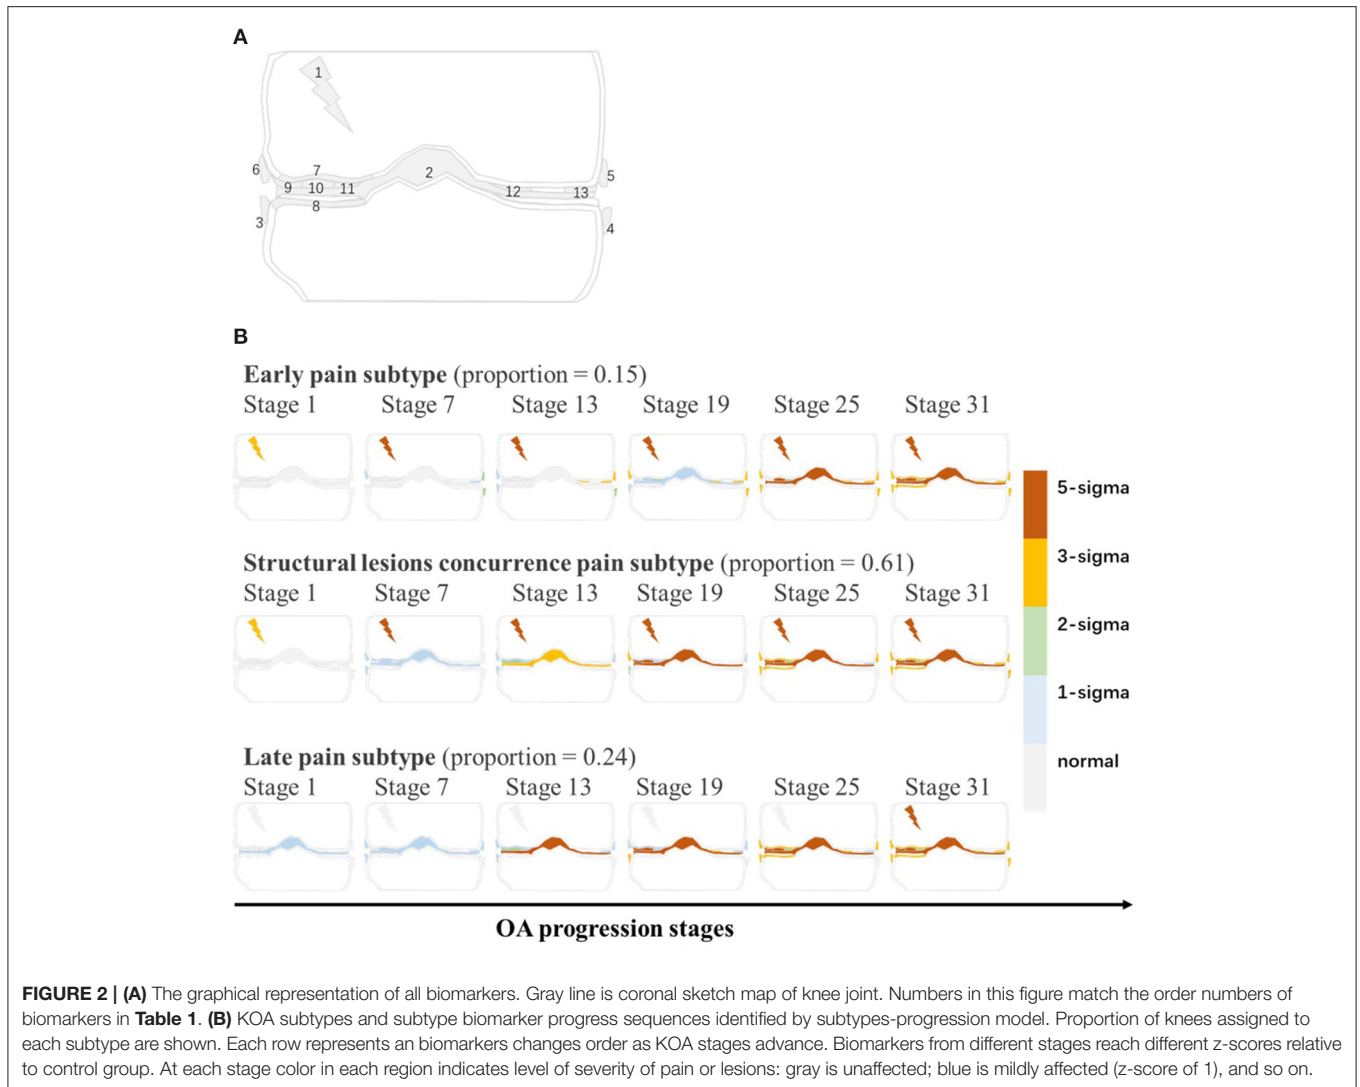 A
1
2
6
7
5
9 10 11
12
13
8
3
4
B
Early pain subtype (proportion = 0.15)
Stage 1 Stage 7 Stage 13 Stage 19 Stage 25 Stage 31
Structural lesions concurrence pain subtype (proportion = 0.61)
Stage 1 Stage 7 Stage 13 Stage 19 Stage 25 Stage 31
Late pain subtype (proportion = 0.24)
Stage 1 Stage 7 Stage 13 Stage 19 Stage 25 Stage 31
5-sigma
3-sigma
2-sigma
1-sigma
normal
OA progression stages
FIGURE 2 | (A) The graphical representation of all biomarkers. Gray line is coronal sketch map of knee joint. Numbers in this figure match the order numbers of
biomarkers in Table 1. (B) KOA subtypes and subtype biomarker progress sequences identified by subtypes-progression model. Proportion of knees assigned to
each subtype are shown. Each row represents an biomarkers changes order as KOA stages advance. Biomarkers from different stages reach different z-scores relative
to control group. At each stage color in each region indicates level of severity of pain or lesions: gray is unaffected; blue is mildly affected (z-score of 1), and so on.